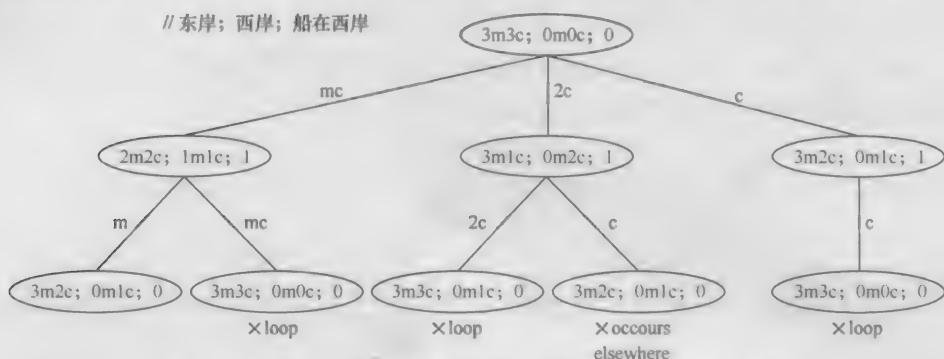 // 东岸；西岸；船在西岸
3m3c；0m0c；0
mc
2c
c
2m2c；1m1c；1
3m1c；0m2c；1
3m2c；0m1c；1
m
mc
2c
c
c
3m2c；0m1c；0
3m3c；0m0c；0
3m3c；0m1c；0
3m2c；0m1c；0
3m3c；0m0c；0
×loop
×loop
×occours
×loop
elsewhere